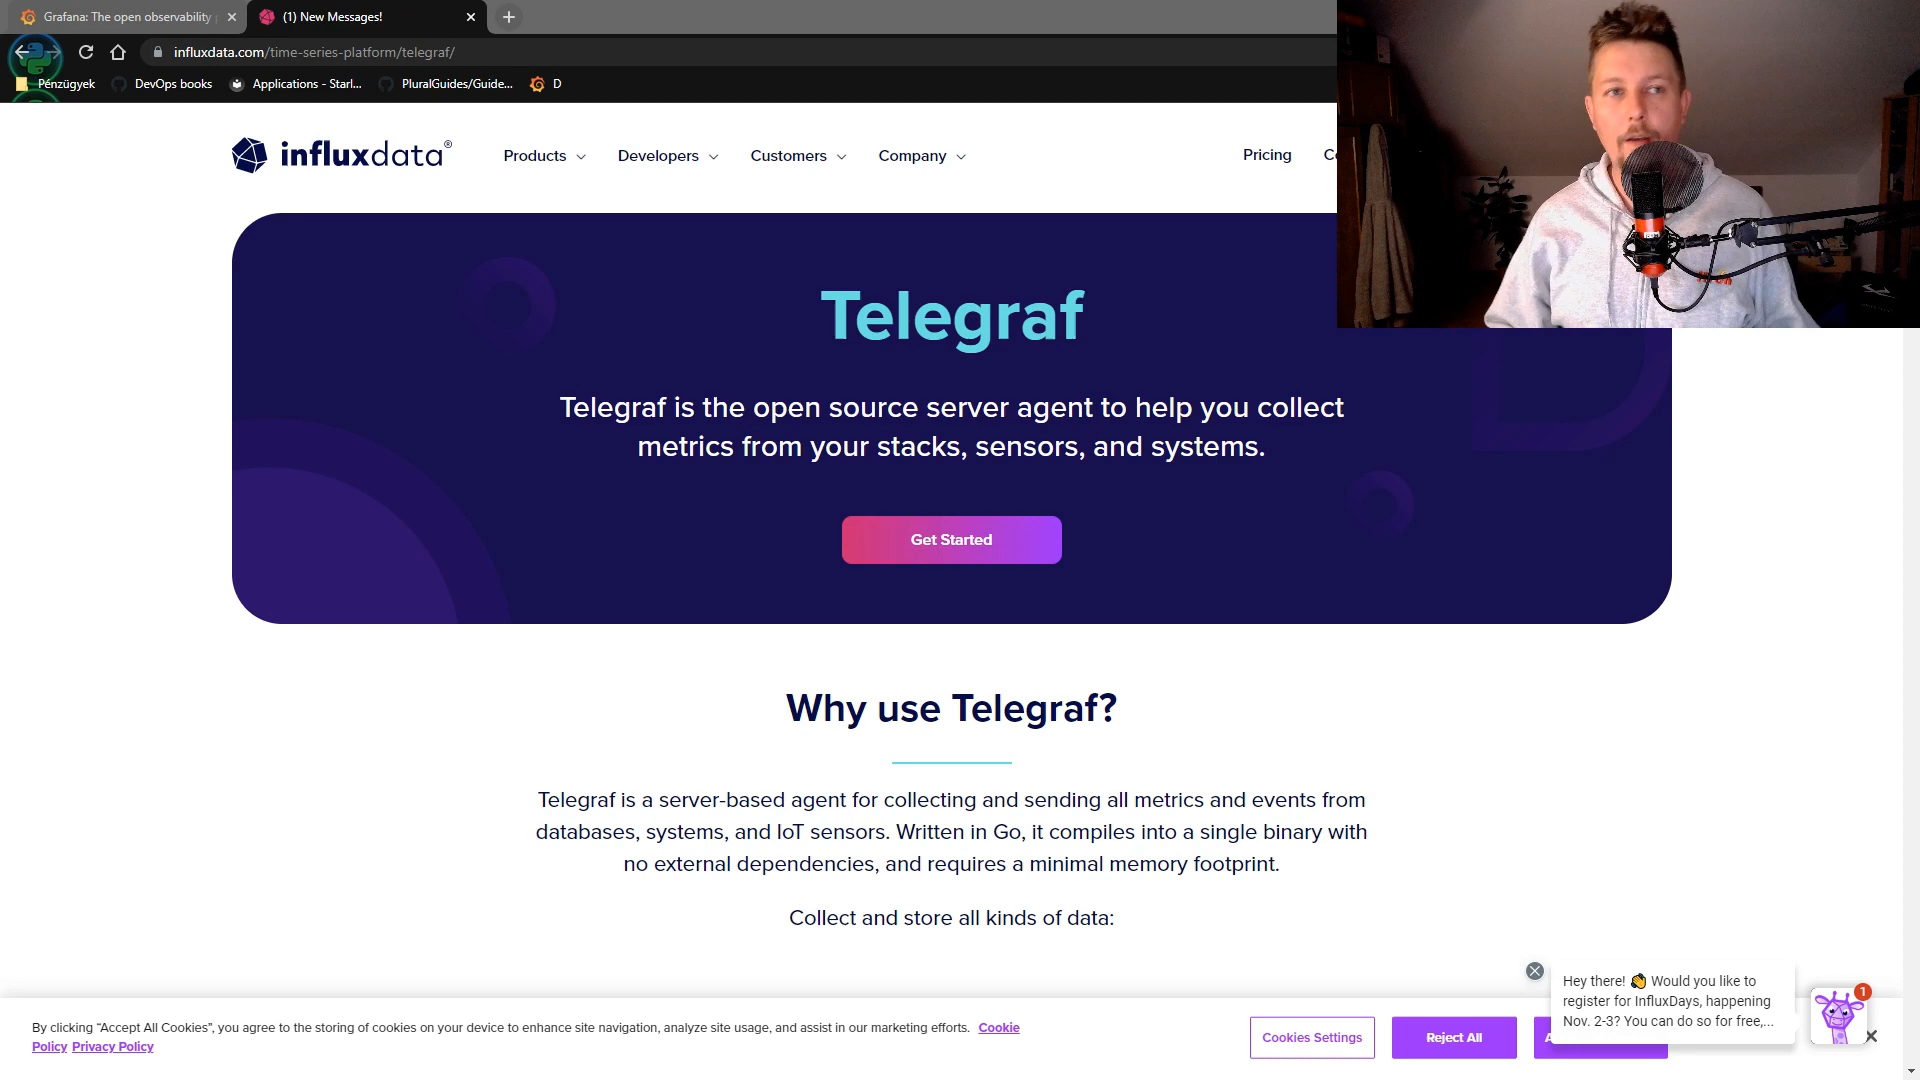 Grafana: The open observability
(1) New Messages!
influxdata.com/time-series-platform/telegraf/
Pénzügyek
DevOps books
Applications - Starl...
PluralGuides/Guide...
D
influxdata®
Products
Developers
Customers
Company
Pricing
Telegraf
Telegraf is the open source server agent to help you collect
metrics from your stacks, sensors, and systems.
Get Started
Why use Telegraf?
Telegraf is a server-based agent for collecting and sending all metrics and events from
databases, systems, and IoT sensors. Written in Go, it compiles into a single binary with
no external dependencies, and requires a minimal memory footprint.
Collect and store all kinds of data:
Hey there! 👋 Would you like to
register for InfluxDays, happening
Nov. 2-3? You can do so for free,...
1
By clicking “Accept All Cookies”, you agree to the storing of cookies on your device to enhance site navigation, analyze site usage, and assist in our marketing efforts. Cookie
Policy Privacy Policy
Cookies Settings
Reject All